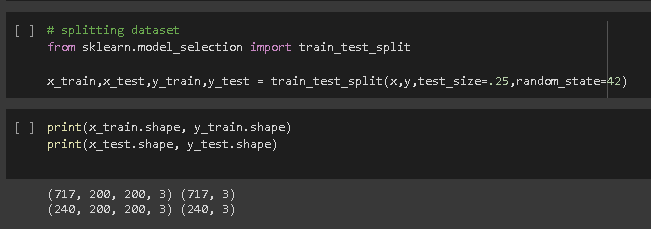 [ ] # splitting dataset
from sklearn.model_selection import train_test_split
x_train,x_test,y_train,y_test = train_test_split(x,y,test_size=.25,random_state=42)
[ ] print(x_train.shape, y_train.shape)
print(x_test.shape, y_test.shape)
(717, 200, 200, 3) (717, 3)
(240, 200, 200, 3) (240, 3)